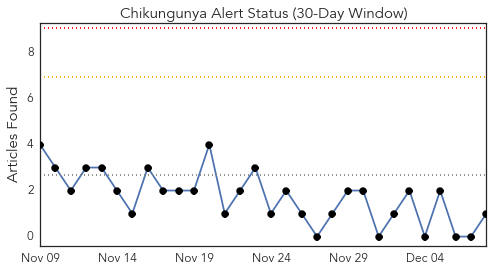 Chikungunya Alert Status (30-Day Window)
Articles Found
8
6
4
2
0
Nov 09 Nov 14 Nov 19 Nov 24 Nov 29 Dec 04